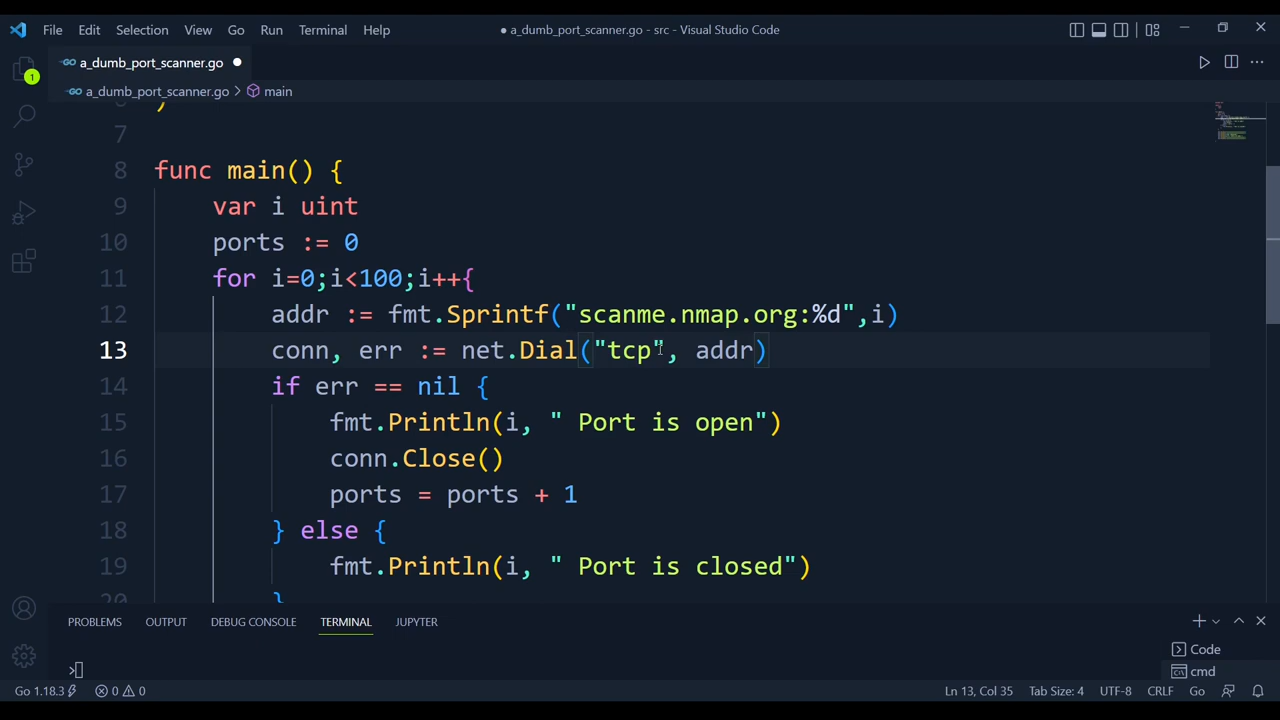 File Edit Selection View Go Run Terminal Help ● a_dumb_port_scanner.go - src - Visual Studio Code
a_dumb_port_scanner.go ●
a_dumb_port_scanner.go > main
1
)
7
8 func main() {
9 var i uint
10 ports := 0
11 for i=0;i<100;i++{
12 addr := fmt.Sprintf("scanme.nmap.org:%d",i)
13 conn, err := net.Dial("tcp", addr)
14 if err == nil {
15 fmt.Println(i, " Port is open")
16 conn.Close()
17 ports = ports + 1
18 } else {
19 fmt.Println(i, " Port is closed")
20 }
PROBLEMS OUTPUT DEBUG CONSOLE TERMINAL JUPYTER
>
Code
cmd
Go 1.18.3 0 0 Ln 13, Col 35 Tab Size: 4 UTF-8 CRLF Go